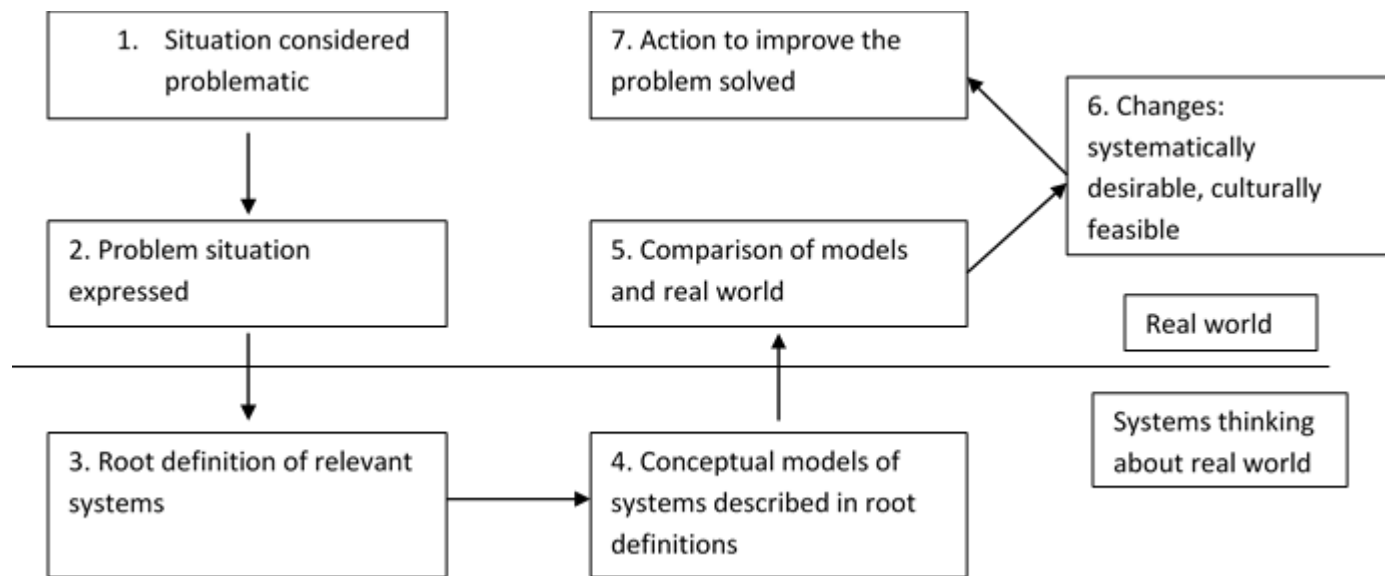 1. Situation considered
problematic
2. Problem situation
expressed
3. Root definition of relevant
systems
4. Conceptual models of
systems described in root
definitions
5. Comparison of models
and real world
6. Changes:
systematically
desirable, culturally
feasible
7. Action to improve the
problem solved
Real world
Systems thinking
about real world